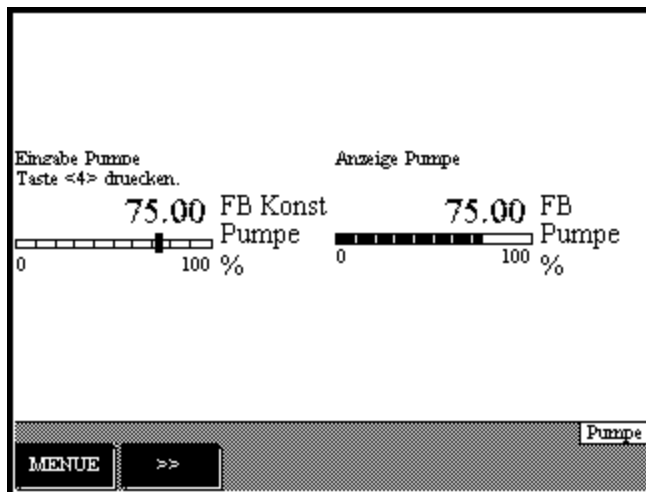 Eingabe Pumpe
Taste <4> druecken.
75.00 FB Konst
Pumpe
0 100 %
Anzeige Pumpe
75.00 FB
Pumpe
0 100 %
Pumpe
MENUE >>